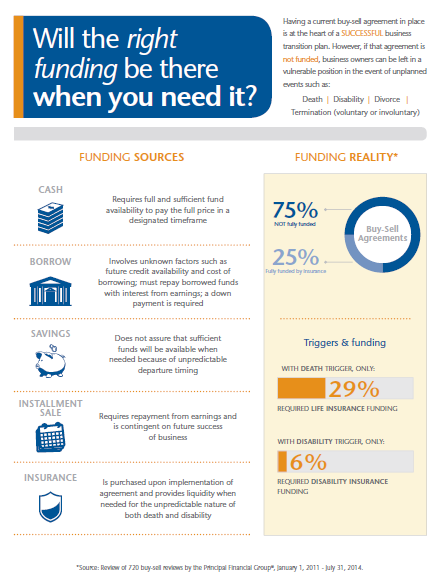 Will the right
funding be there
when you need it?
Having a current buy-sell agreement in place
is at the heart of a SUCCESSFUL business
transition plan. However, if that agreement is
not funded, business owners can be left in a
vulnerable position in the event of unplanned
events such as:
Death | Disability | Divorce |
Termination (voluntary or involuntary)
FUNDING SOURCES
CASH
Requires full and sufficient fund
availability to pay the full price in a
designated timeframe
BORROW
Involves unknown factors such as
future credit availability and cost of
borrowing; must repay borrowed funds
with interest from earnings; a down
payment is required
SAVINGS
Does not assure that sufficient
funds will be available when
needed because of unpredictable
departure timing
INSTALLMENT
SALE
Requires repayment from earnings and
is contingent on future success
of business
INSURANCE
Is purchased upon implementation of
agreement and provides liquidity when
needed for the unpredictable nature of
both death and disability
FUNDING REALITY*
75%
NOT fully funded
25%
Fully funded by insurance
Buy-Sell
Agreements
Triggers & funding
WITH DEATH TRIGGER, ONLY:
29%
REQUIRED LIFE INSURANCE FUNDING
WITH DISABILITY TRIGGER, ONLY:
6%
REQUIRED DISABILITY INSURANCE
FUNDING
*Source: Review of 720 buy-sell reviews by the Principal Financial Group®, January 1, 2011 - July 31, 2014.